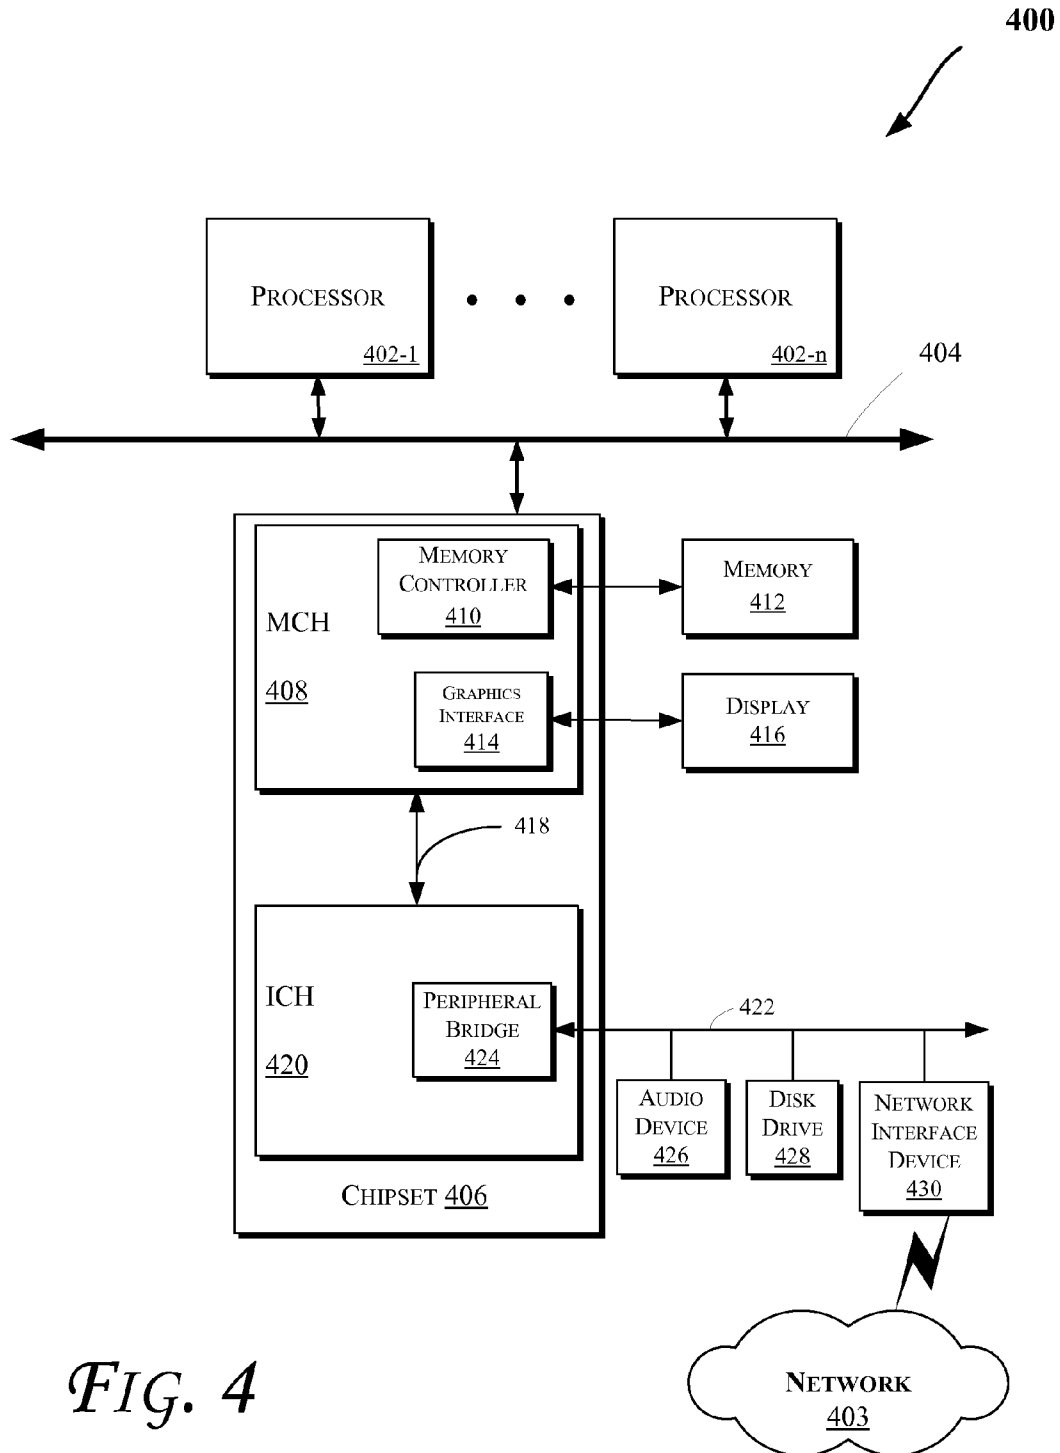 400
PROCESSOR
402-1
PROCESSOR
402-n
404
MEMORY
CONTROLLER
410
MEMORY
412
MCH
408
GRAPHICS
INTERFACE
414
DISPLAY
416
418
ICH
420
PERIPHERAL
BRIDGE
424
422
AUDIO
DEVICE
426
DISK
DRIVE
428
NETWORK
INTERFACE
DEVICE
430
CHIPSET 406
NETWORK
403
FIG. 4